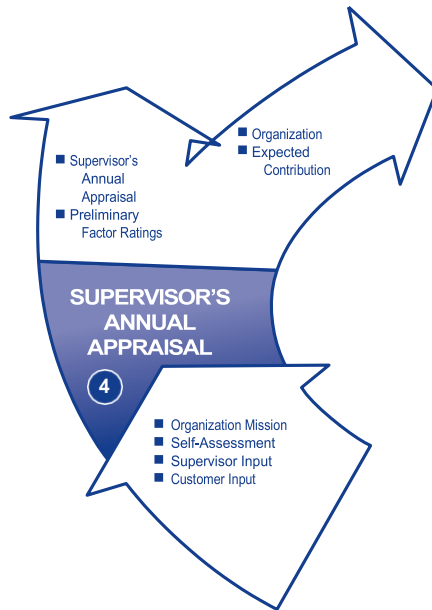 ■ Organization
■ Expected
Contribution
■ Supervisor’s
Annual
Appraisal
■ Preliminary
Factor Ratings
SUPERVISOR’S
ANNUAL
APPRAISAL
4
■ Organization Mission
■ Self-Assessment
■ Supervisor Input
■ Customer Input